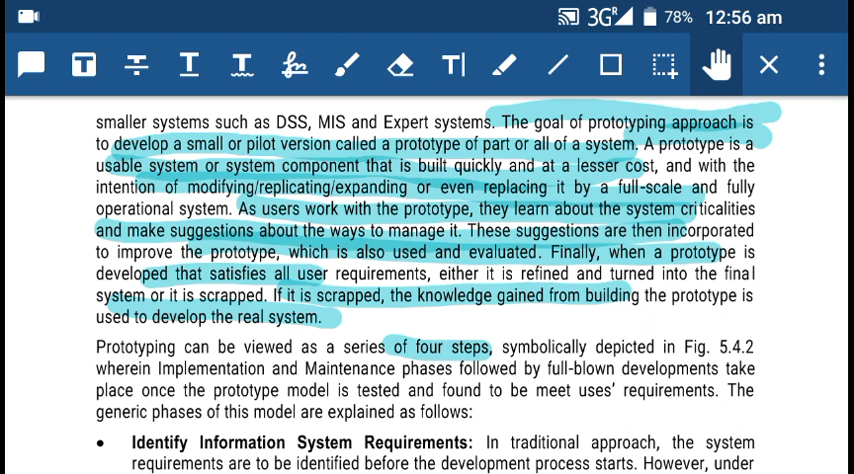 3G R 78% 12:56 am
smaller systems such as DSS, MIS and Expert systems. The goal of prototyping approach is
to develop a small or pilot version called a prototype of part or all of a system. A prototype is a
usable system or system component that is built quickly and at a lesser cost, and with the
intention of modifying/replicating/expanding or even replacing it by a full-scale and fully
operational system. As users work with the prototype, they learn about the system criticalities
and make suggestions about the ways to manage it. These suggestions are then incorporated
to improve the prototype, which is also used and evaluated. Finally, when a prototype is
developed that satisfies all user requirements, either it is refined and turned into the final
system or it is scrapped. If it is scrapped, the knowledge gained from building the prototype is
used to develop the real system.
Prototyping can be viewed as a series of four steps, symbolically depicted in Fig. 5.4.2
wherein Implementation and Maintenance phases followed by full-blown developments take
place once the prototype model is tested and found to be meet uses' requirements. The
generic phases of this model are explained as follows:
• Identify Information System Requirements: In traditional approach, the system
requirements are to be identified before the development process starts. However, under